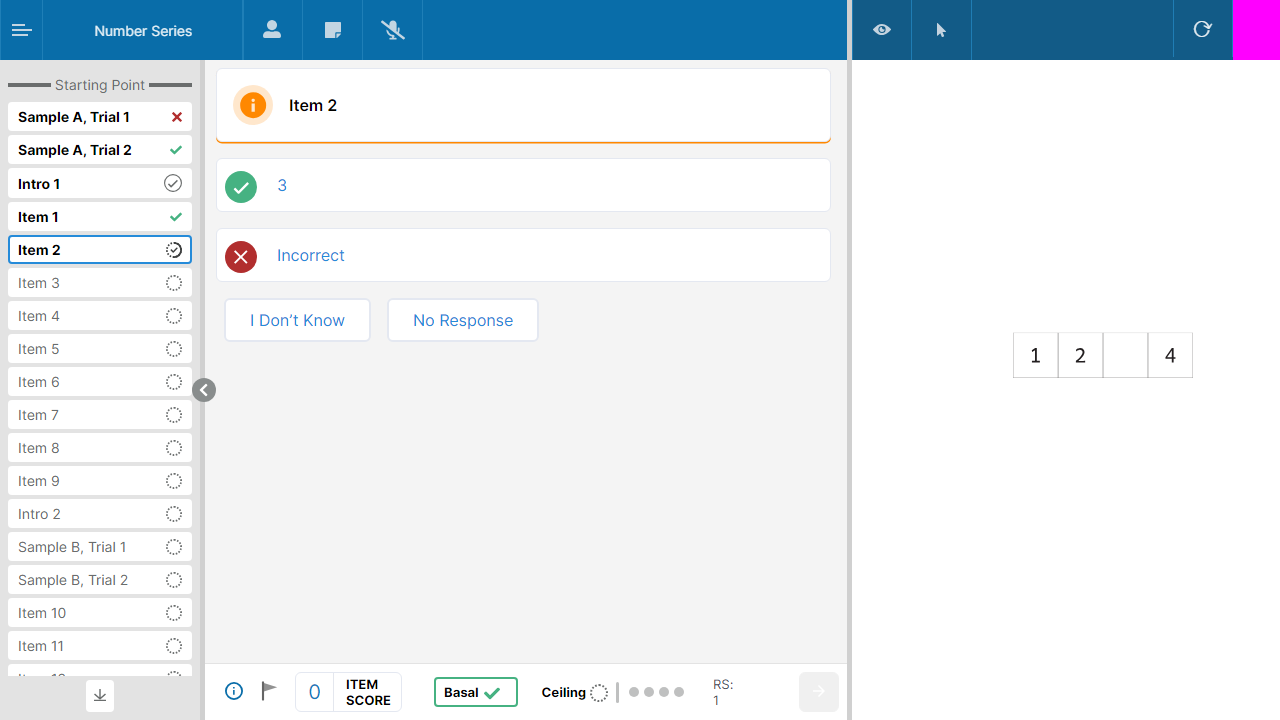 Number Series
Starting Point
Sample A, Trial 1
Sample A, Trial 2
Intro 1
Item 1
Item 2
Item 3
Item 4
Item 5
Item 6
Item 7
Item 8
Item 9
Intro 2
Sample B, Trial 1
Sample B, Trial 2
Item 10
Item 11
Item 2
3
Incorrect
I Don’t Know
No Response
0
ITEM
SCORE
Basal
Ceiling
RS:
1
1 2 4